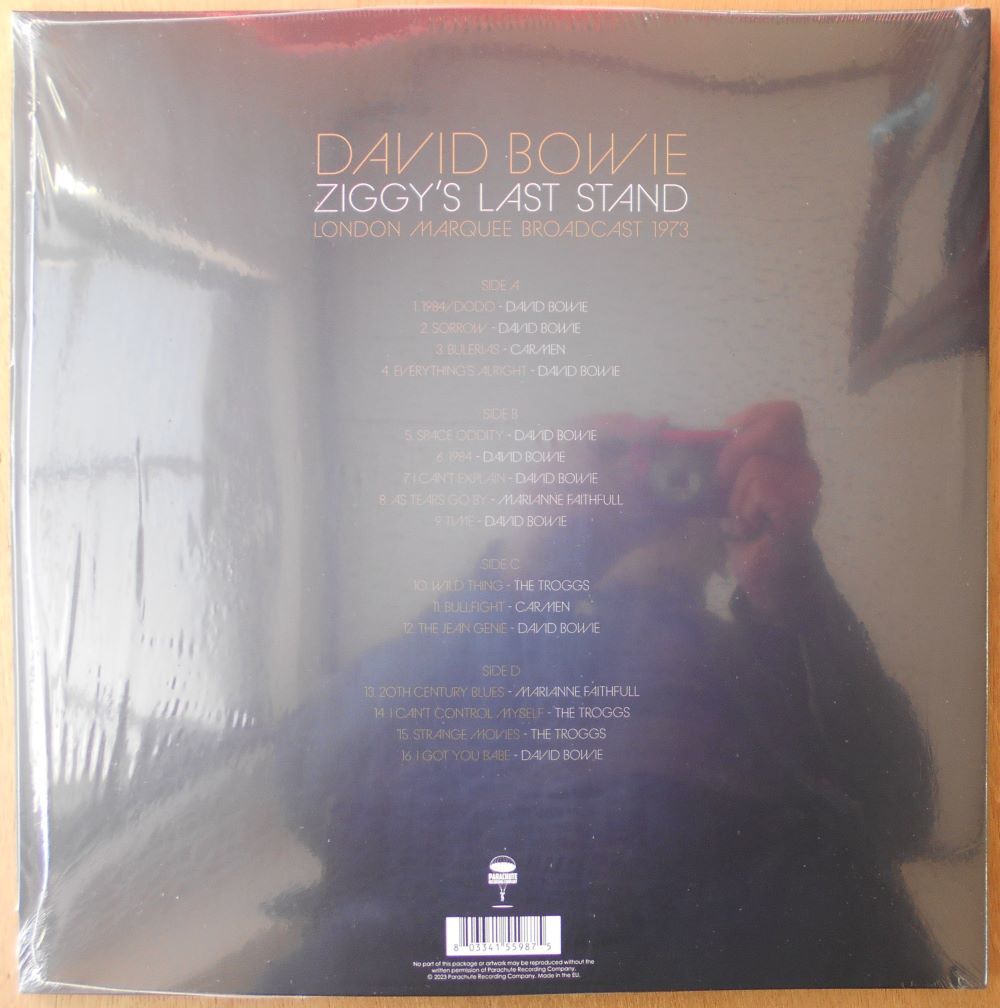 DAVID BOWIE
ZIGGY'S LAST STAND
LONDON MARQUEE BROADCAST 1973
SIDE A
1. 1984/DODO - DAVID BOWIE
2. SORROW - DAVID BOWIE
3. BULERIAS - CARMEN
4. EVERYTHING'S ALRIGHT - DAVID BOWIE
SIDE B
5. SPACE ODDITY - DAVID BOWIE
6. 1984 - DAVID BOWIE
7. I CAN'T EXPLAIN - DAVID BOWIE
8. AS TEARS GO BY - MARIANNE FAITHFULL
9. TIME - DAVID BOWIE
SIDE C
10. WILD THING - THE TROGGS
11. BULLFIGHT - CARMEN
12. THE JEAN GENIE - DAVID BOWIE
SIDE D
13. 20TH CENTURY BLUES - MARIANNE FAITHFULL
14. I CAN'T CONTROL MYSELF - THE TROGGS
15. STRANGE MOVIES - THE TROGGS
16. I GOT YOU BABE - DAVID BOWIE
PARACHUTE
RECORDING COMPANY
8 03341 55987 5
No part of this package or artwork may be reproduced without the
written permission of Parachute Recording Company.
© 2023 Parachute Recording Company. Made in the EU.